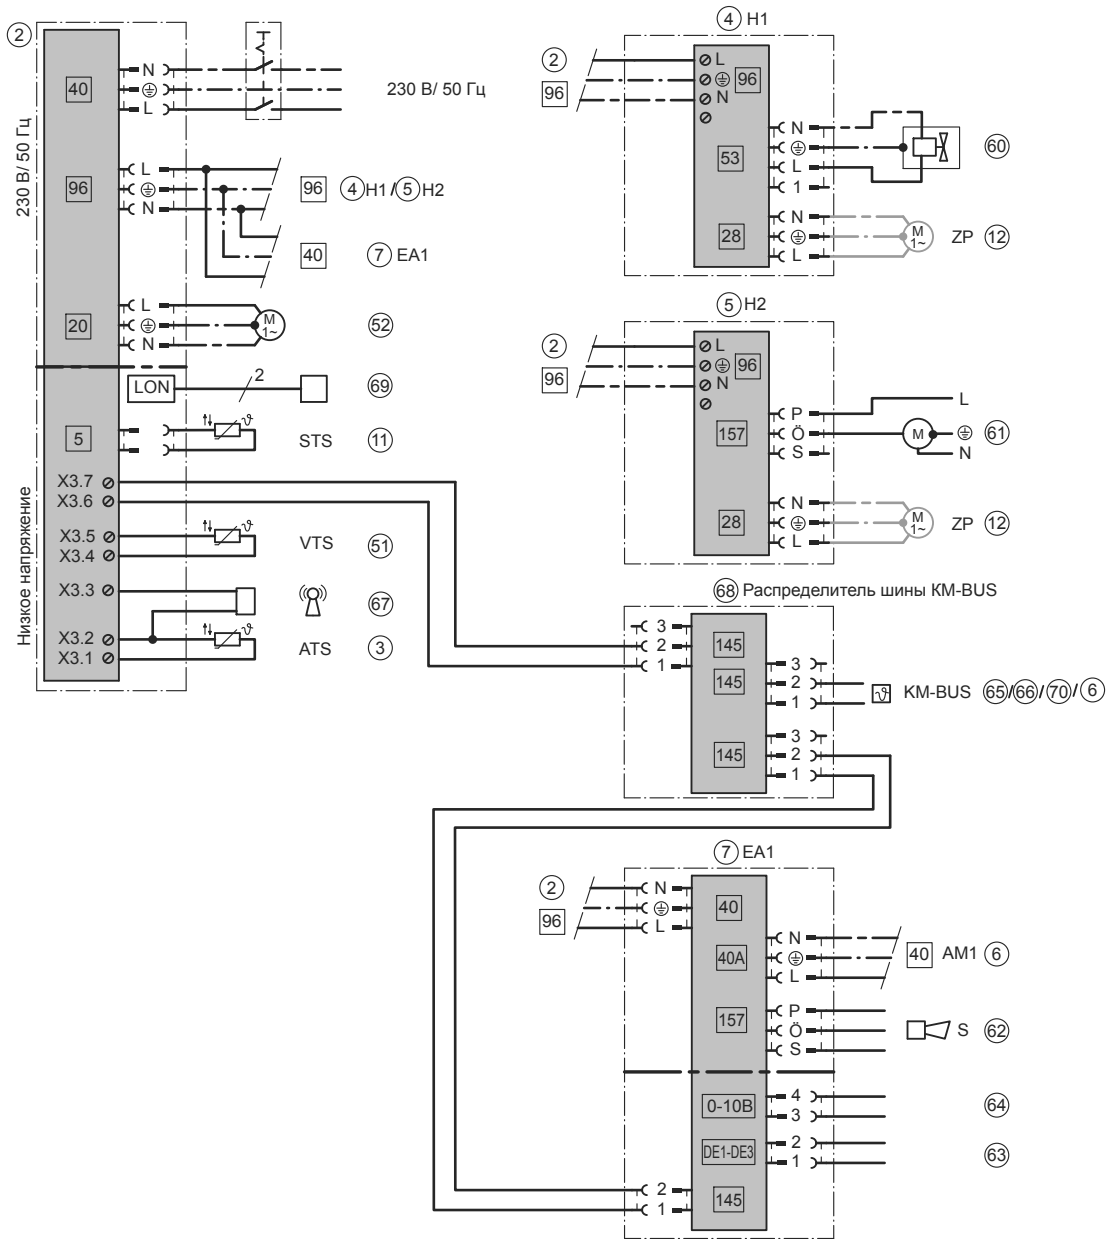 2
230 В/ 50 Гц
40
N
L
230 В/ 50 Гц
96
L
N
96 4 H1 / 5 H2
40 7 EA1
20
L
N
M
1~
52
LON
2
69
5
ϑ
STS 11
Низкое напряжение
X3.7
X3.6
X3.5
X3.4
ϑ
VTS 51
X3.3
67
X3.2
X3.1
ϑ
ATS 3
4 H1
2
96
L
96
N
53
N
L
1
60
28
N
L
M
1~
ZP 12
5 H2
2
96
L
96
N
157
P
Ö
S
M
L
N
61
28
N
L
M
1~
ZP 12
68 Распределитель шины KM-BUS
3
2
1
145
145
3
2
1
ϑ KM-BUS 65/66/70/6
145
3
2
1
7 EA1
2
96
N
L
40
40A
N
L
40 AM1 6
157
P
Ö
S
S 62
0-10В
4
3
64
DE1-DE3
2
1
63
2
1
145